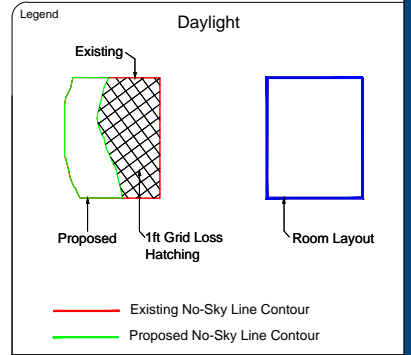 Legend
Daylight
Existing
Proposed
1ft Grid Loss
Hatching
Room Layout
Existing No-Sky Line Contour
Proposed No-Sky Line Contour